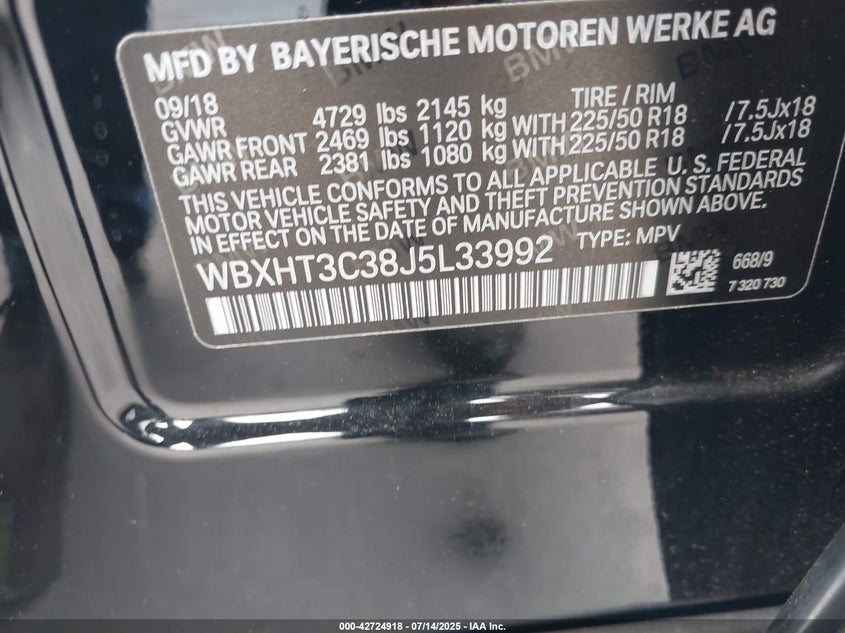 MFD BY BAYERISCHE MOTOREN WERKE AG
09/18 TIRE / RIM
GVWR 4729 lbs 2145 kg
GAWR FRONT 2469 lbs 1120 kg WITH 225/50 R18 /7.5Jx18
GAWR REAR 2381 lbs 1080 kg WITH 225/50 R18 /7.5Jx18
THIS VEHICLE CONFORMS TO ALL APPLICABLE U. S. FEDERAL
MOTOR VEHICLE SAFETY AND THEFT PREVENTION STANDARDS
IN EFFECT ON THE DATE OF MANUFACTURE SHOWN ABOVE.
WBXHT3C38J5L33992 TYPE: MPV
668/9
7 320 730
000-42724918 - 07/14/2025 - IAA Inc.